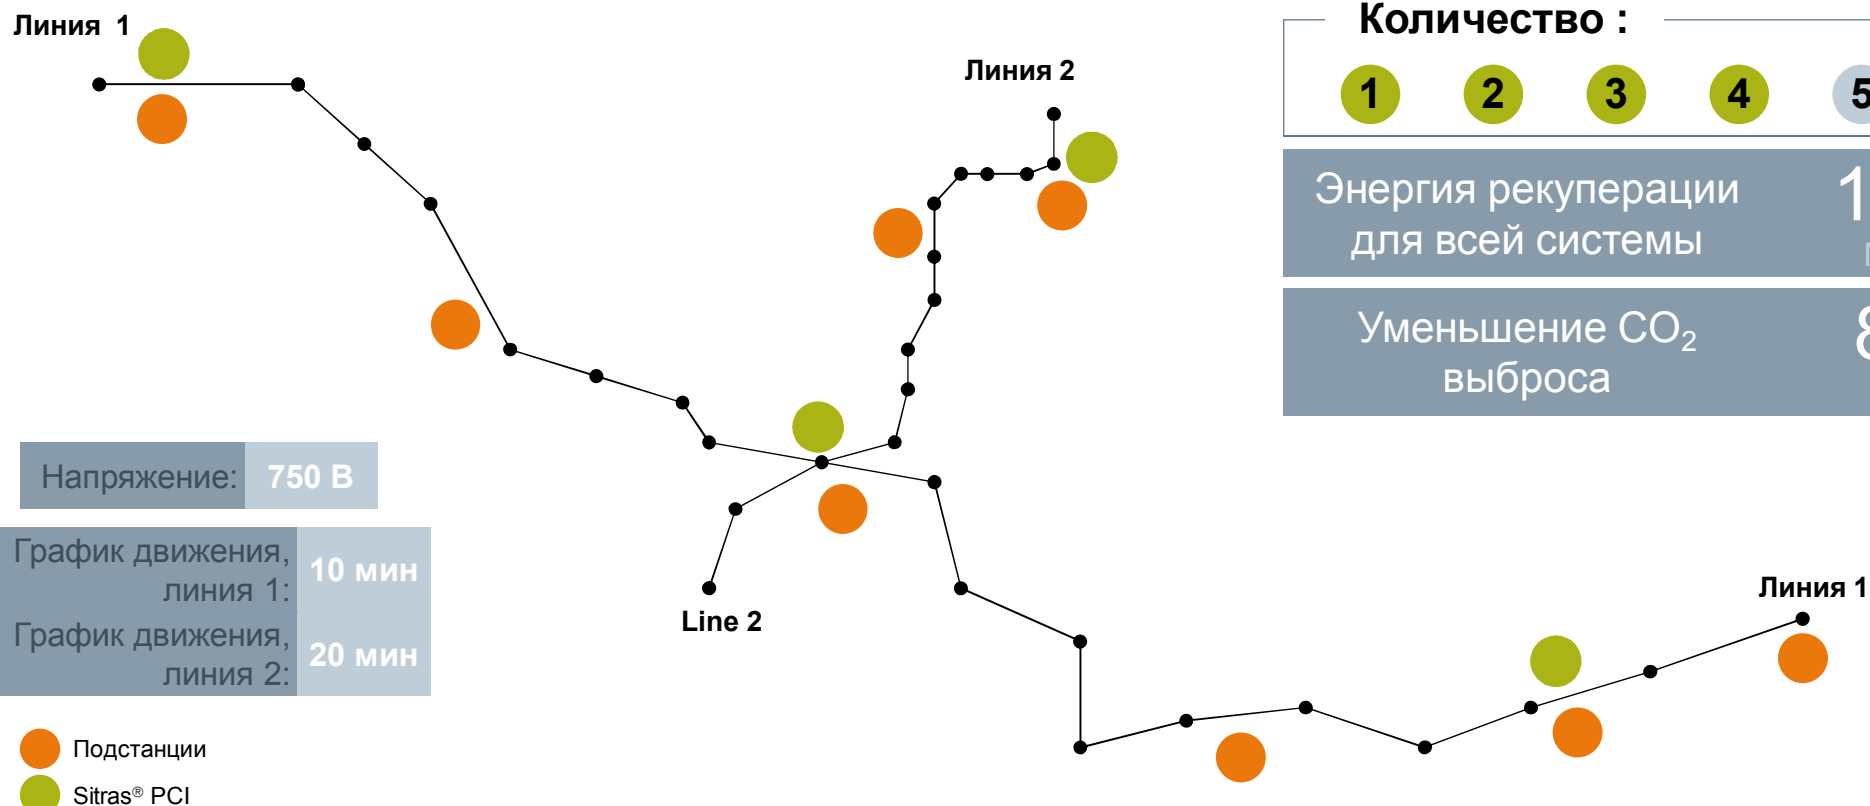 Линия 1
Количество :
Линия 2
1 2 3 4 5
Энергия рекуперации
для всей системы
Уменьшение CO2
выброса
Напряжение: 750 В
График движения,
линия 1:
10 мин
График движения,
линия 2:
20 мин
Line 2
Линия 1
Подстанции
Sitras® PCI